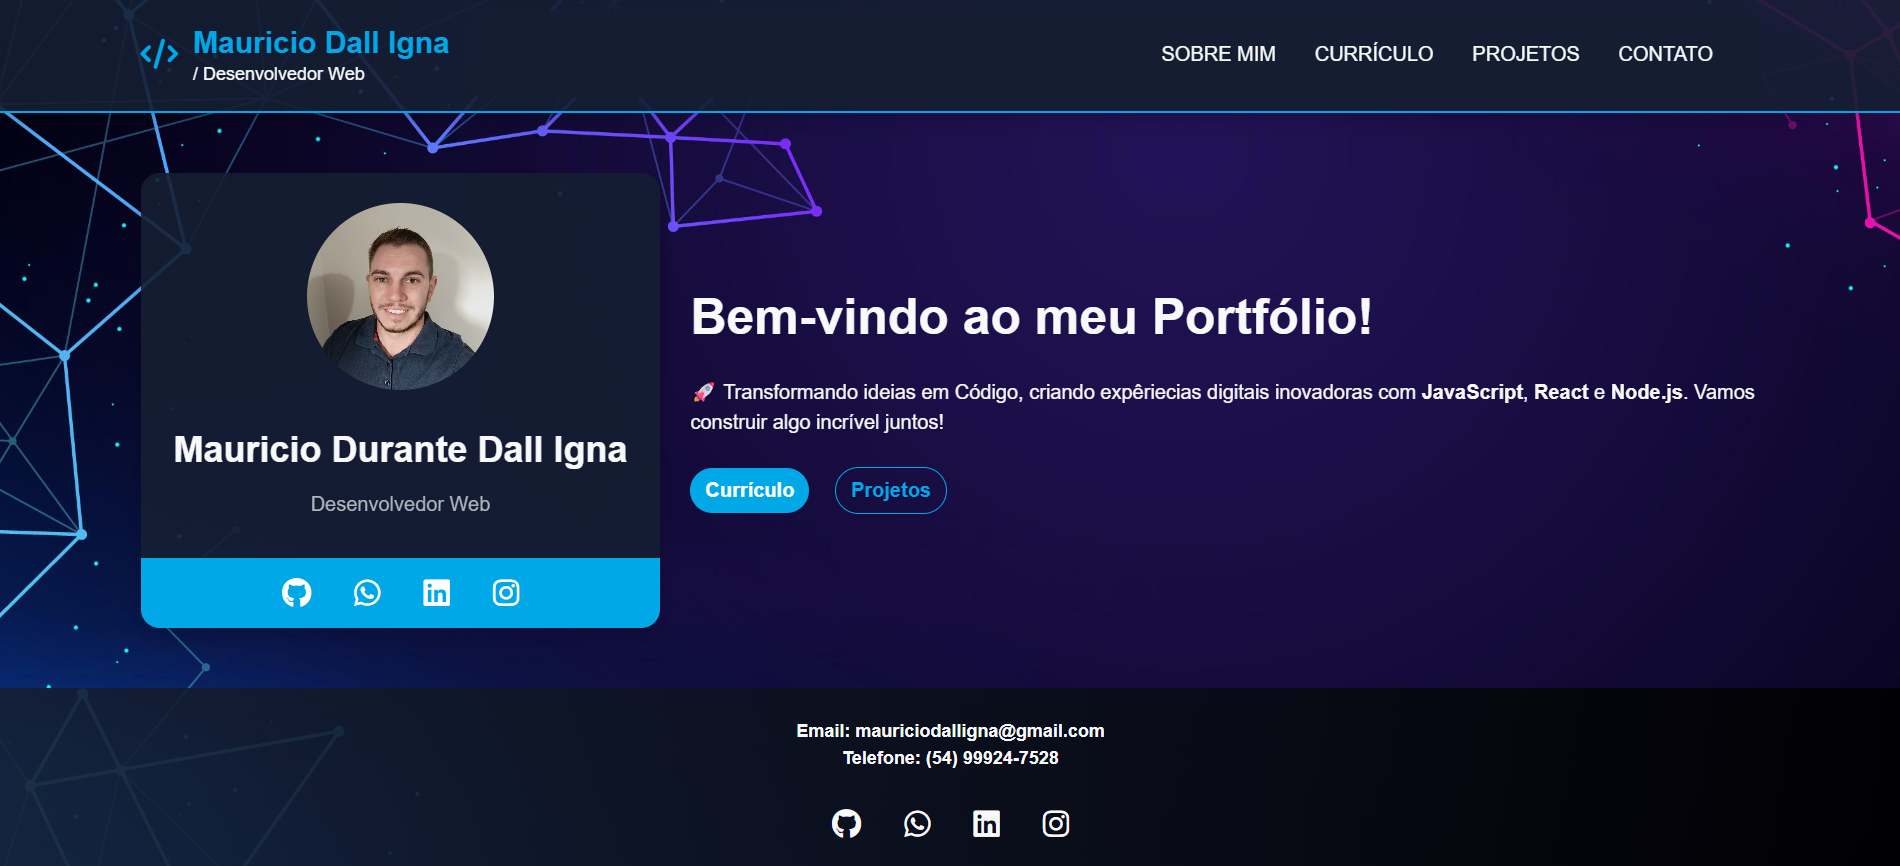 Mauricio Dall Igna
/ Desenvolvedor Web
SOBRE MIM
CURRÍCULO
PROJETOS
CONTATO
Mauricio Durante Dall Igna
Desenvolvedor Web
Bem-vindo ao meu Portfólio!
🚀 Transformando ideias em Código, criando expêriecias digitais inovadoras com JavaScript, React e Node.js. Vamos
construir algo incrível juntos!
Currículo
Projetos
Email: mauriciodalligna@gmail.com
Telefone: (54) 99924-7528